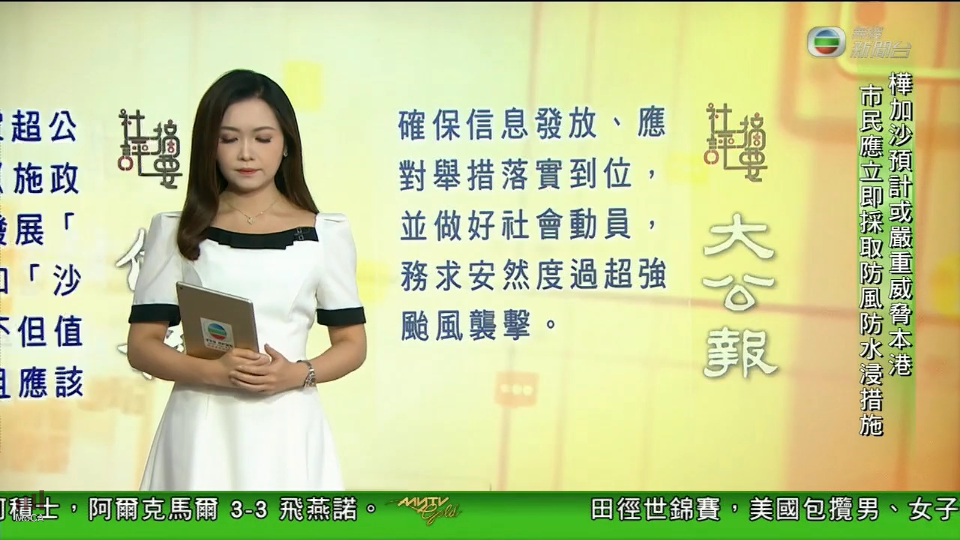 無綫新聞台
樺加沙預計或嚴重威脅本港
市民應立即採取防風防水浸措施
社評摘要
大公報
確保信息發放、應
對舉措落實到位，
並做好社會動員，
務求安然度過超強
颱風襲擊。
社評摘要
超公
施政
發展「
「沙
不但值
且應該
積土，阿爾克馬爾 3-3 飛燕諾。
myTV Gold
田徑世錦賽，美國包攬男、女子